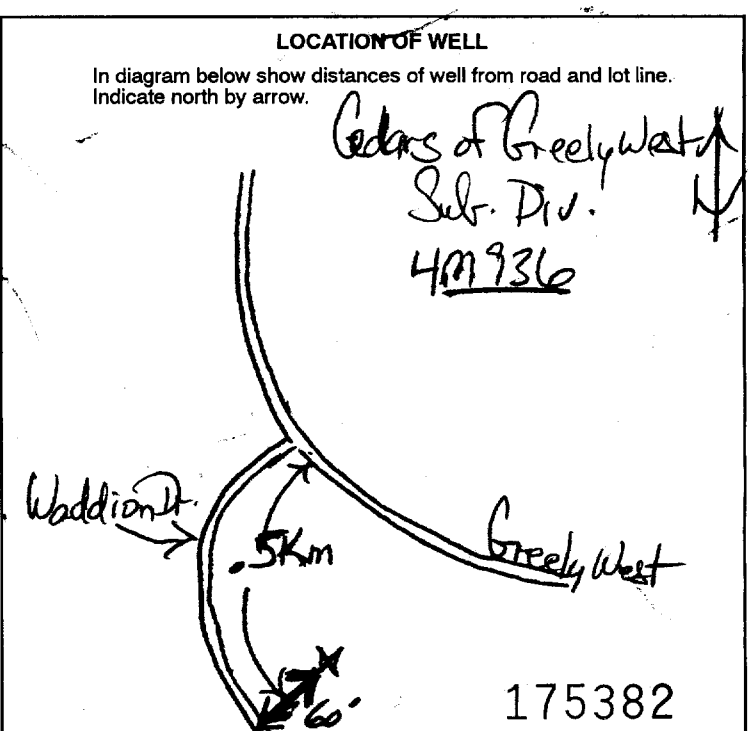 LOCATION OF WELL
In diagram below show distances of well from road and lot line.
Indicate north by arrow.
Cedars of Greely West
Sub. Div.
4M936
Waddion Dr.
.5Km
Greely West
60'
175382